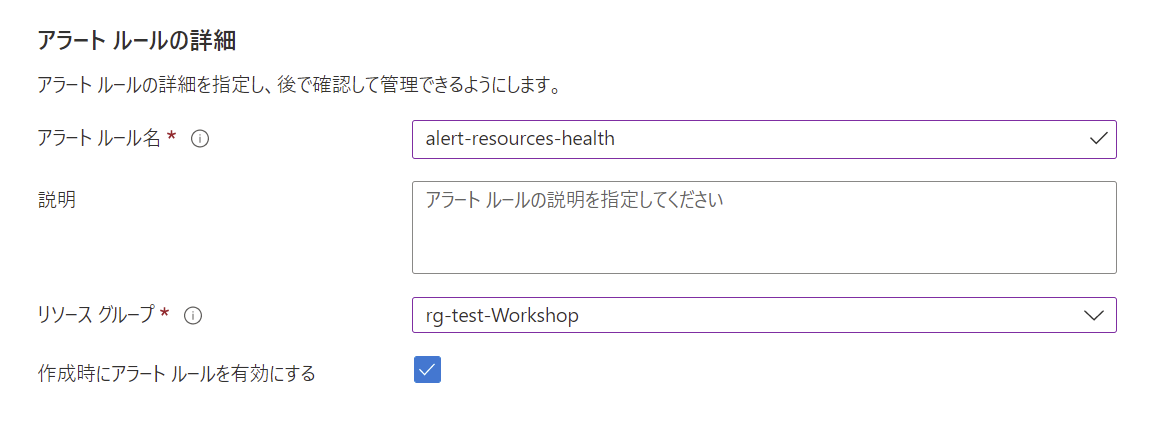 アラート ルールの詳細
アラート ルールの詳細を指定し、後で確認して管理できるようにします。
アラート ルール名 *
alert-resources-health
説明
アラート ルールの説明を指定してください
リソース グループ *
rg-test-Workshop
作成時にアラート ルールを有効にする